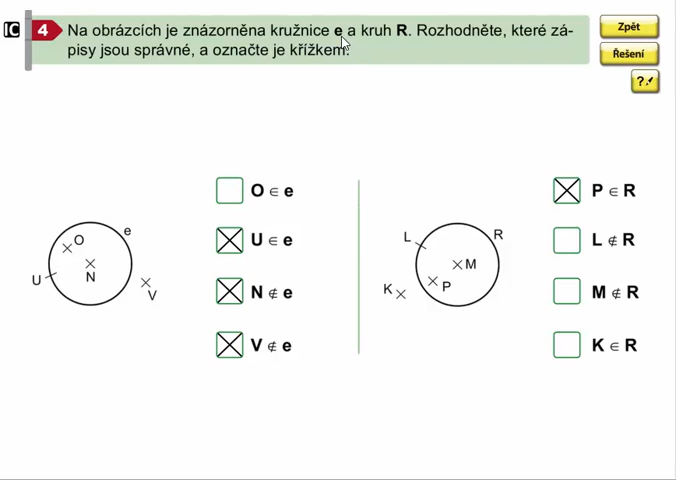 IC
4 Na obrázcích je znázorněna kružnice e a kruh R. Rozhodněte, které zá-
pisy jsou správné, a označte je křížkem.
Zpět
Řešení
?
O ∈ e
U ∈ e
N ∉ e
V ∉ e
P ∈ R
L ∉ R
M ∉ R
K ∈ R
e
O
U
N
V
L
R
M
P
K